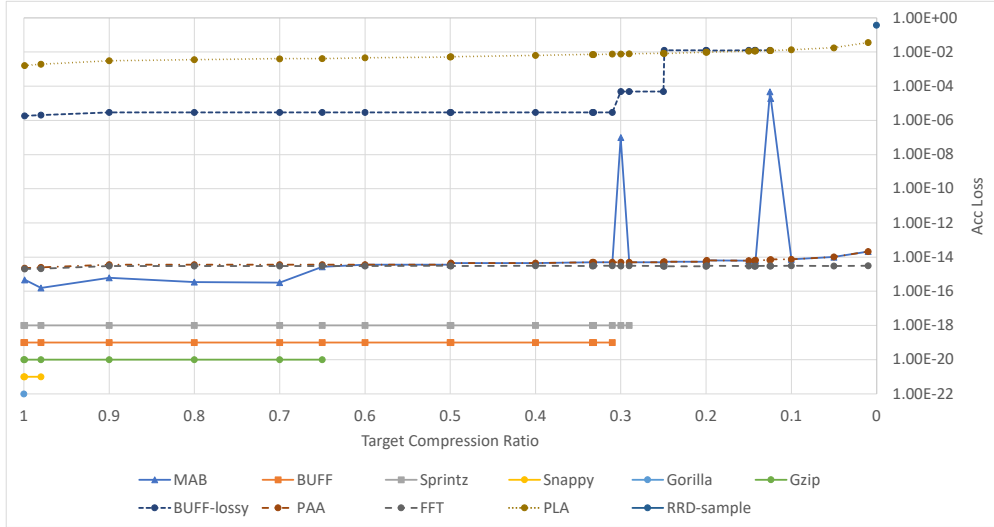 1.00E+00
1.00E-02
1.00E-04
1.00E-06
1.00E-08
1.00E-10
1.00E-12
1.00E-14
1.00E-16
1.00E-18
1.00E-20
1.00E-22
Acc Loss
1 0.9 0.8 0.7 0.6 0.5 0.4 0.3 0.2 0.1 0
Target Compression Ratio
MAB BUFF Sprintz Snappy Gorilla Gzip
BUFF-lossy PAA FFT PLA RRD-sample